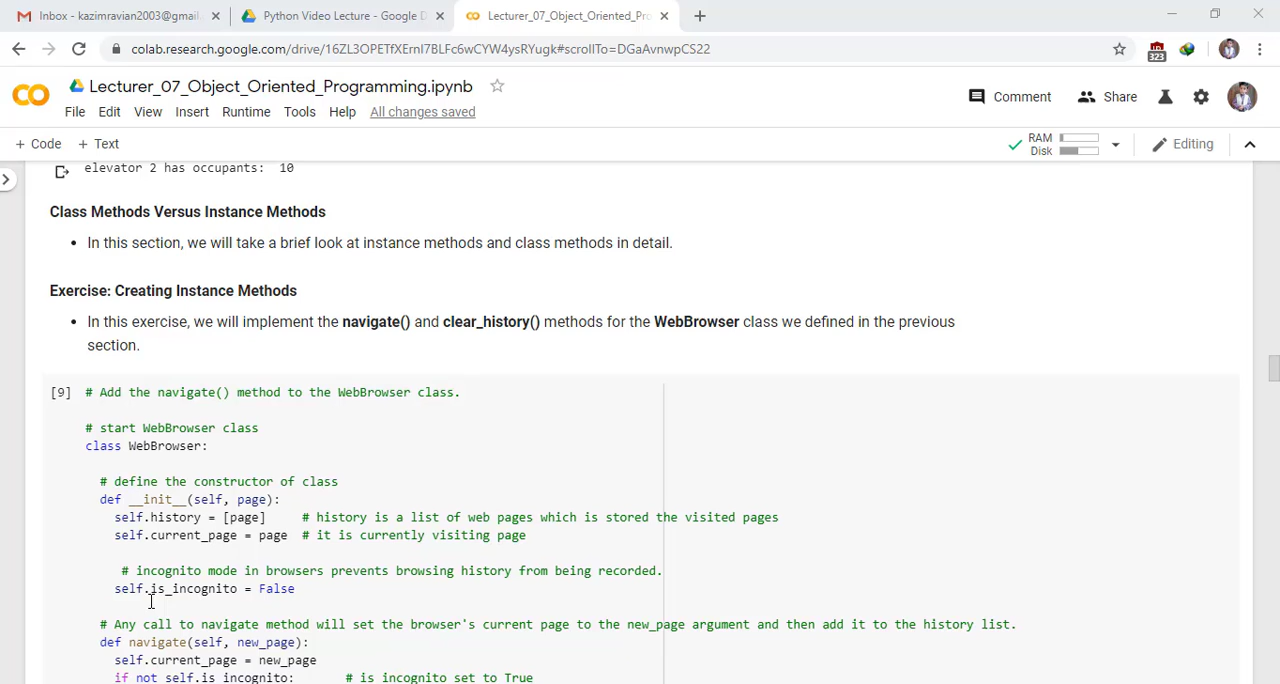 Inbox - kazimravian2003@gmail.
Python Video Lecture - Google D
Lecturer_07_Object_Oriented_Pro
colab.research.google.com/drive/16ZL3OPETfXErnI7BLFc6wCYW4ysRYugk#scrollTo=DGaAvnwpCS22
323
Lecturer_07_Object_Oriented_Programming.ipynb
Comment
Share
File Edit View Insert Runtime Tools Help All changes saved
+ Code + Text
RAM
Disk
Editing
elevator 2 has occupants:  10
Class Methods Versus Instance Methods
• In this section, we will take a brief look at instance methods and class methods in detail.
Exercise: Creating Instance Methods
• In this exercise, we will implement the navigate() and clear_history() methods for the WebBrowser class we defined in the previous
section.
[9] # Add the navigate() method to the WebBrowser class.
# start WebBrowser class
class WebBrowser:
# define the constructor of class
def __init__(self, page):
self.history = [page]     # history is a list of web pages which is stored the visited pages
self.current_page = page  # it is currently visiting page
# incognito mode in browsers prevents browsing history from being recorded.
self.is_incognito = False
# Any call to navigate method will set the browser's current page to the new_page argument and then add it to the history list.
def navigate(self, new_page):
self.current_page = new_page
if not self.is_incognito:       # is incognito set to True